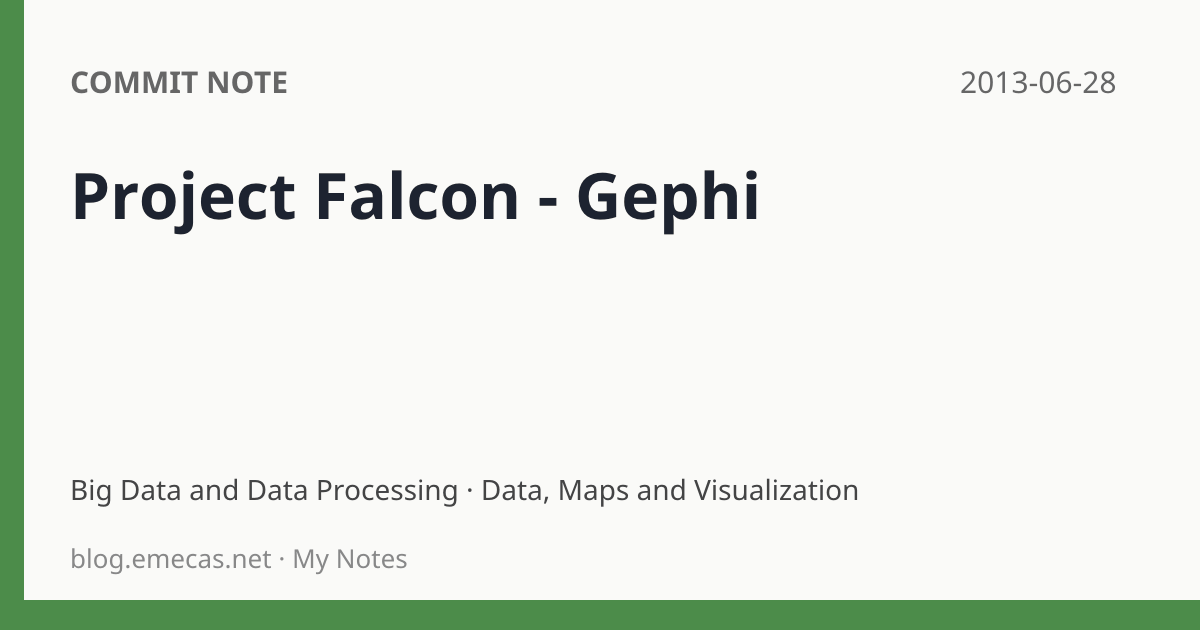 COMMIT NOTE
2013-06-28
Project Falcon - Gephi
Big Data and Data Processing · Data, Maps and Visualization
blog.emecas.net · My Notes